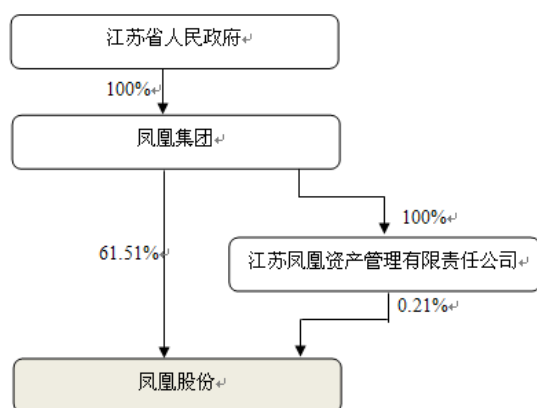 江苏省人民政府
100%
凤凰集团
100%
61.51%
江苏凤凰资产管理有限责任公司
0.21%
凤凰股份